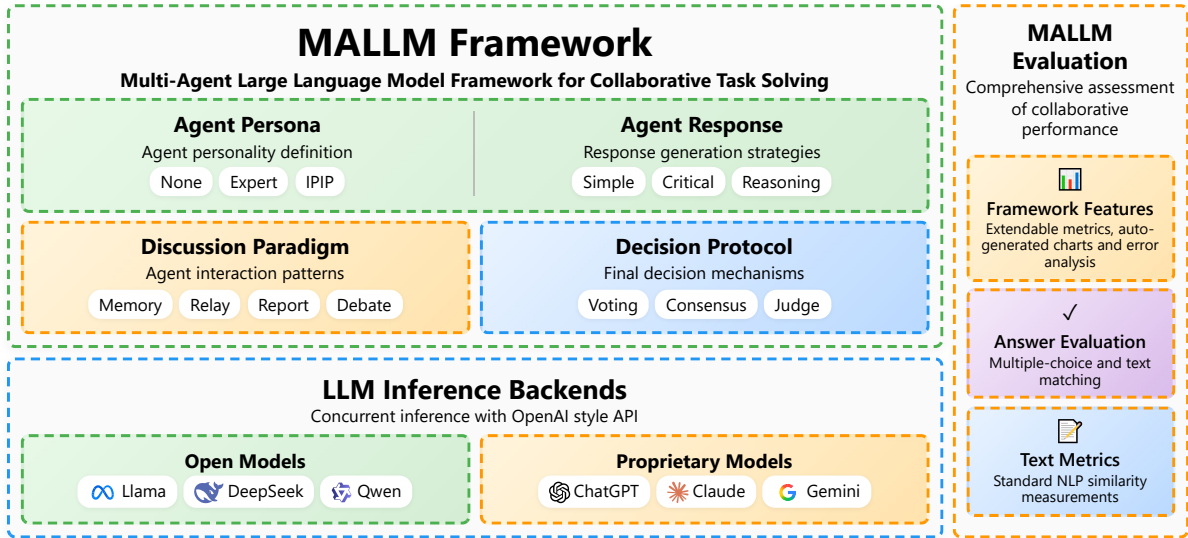 MALLM Framework
Multi-Agent Large Language Model Framework for Collaborative Task Solving
Agent Persona
Agent personality definition
None Expert IPIP
Agent Response
Response generation strategies
Simple Critical Reasoning
Discussion Paradigm
Agent interaction patterns
Memory Relay Report Debate
Decision Protocol
Final decision mechanisms
Voting Consensus Judge
LLM Inference Backends
Concurrent inference with OpenAI style API
Open Models
Llama DeepSeek Qwen
Proprietary Models
ChatGPT Claude Gemini
MALLM
Evaluation
Comprehensive assessment
of collaborative
performance
Framework Features
Extendable metrics, auto-
generated charts and error
analysis
✓
Answer Evaluation
Multiple-choice and text
matching
Text Metrics
Standard NLP similarity
measurements